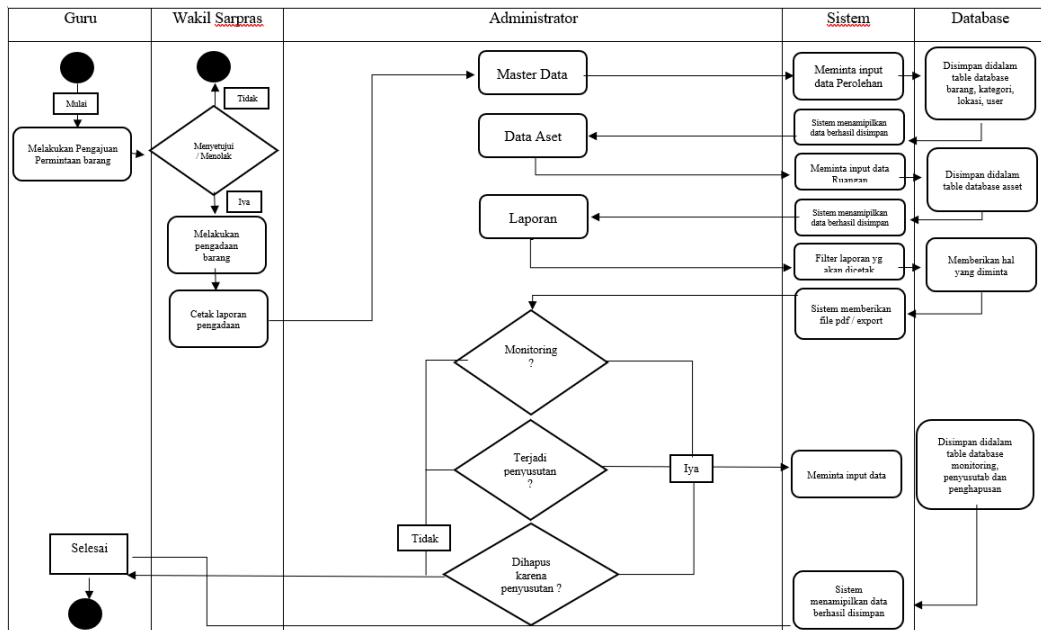 Guru
Wakil Sarpras
Administrator
Sistem
Database
Mulai
Melakukan Pengajuan
Permintaan barang
Tidak
Menyetujui
/ Menolak
Iya
Melakukan
pengadaan
barang
Cetak laporan
pengadaan
Master Data
Data Aset
Laporan
Monitoring
?
Terjadi
penyusutan
?
Dihapus
karena
penyusutan ?
Tidak
Iya
Meminta input
data Perolehan
Sistem menamipilkan
data berhasil disimpan
Meminta input data
Ruangan
Sistem menamipilkan
data berhasil disimpan
Filter laporan yg
akan dicetak
Sistem memberikan
file pdf / export
Meminta input data
Sistem
menamipilkan data
berhasil disimpan
Disimpan didalam
table database
barang, kategori,
lokasi, user
Disimpan didalam
table database asset
Memberikan hal
yang diminta
Disimpan didalam
table database
monitoring,
penyusutab dan
penghapusan
Selesai